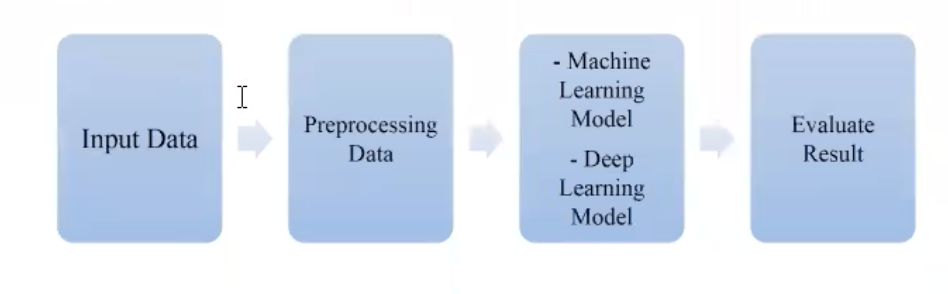 Input Data
Preprocessing
Data
- Machine
Learning
Model
- Deep
Learning
Model
Evaluate
Result